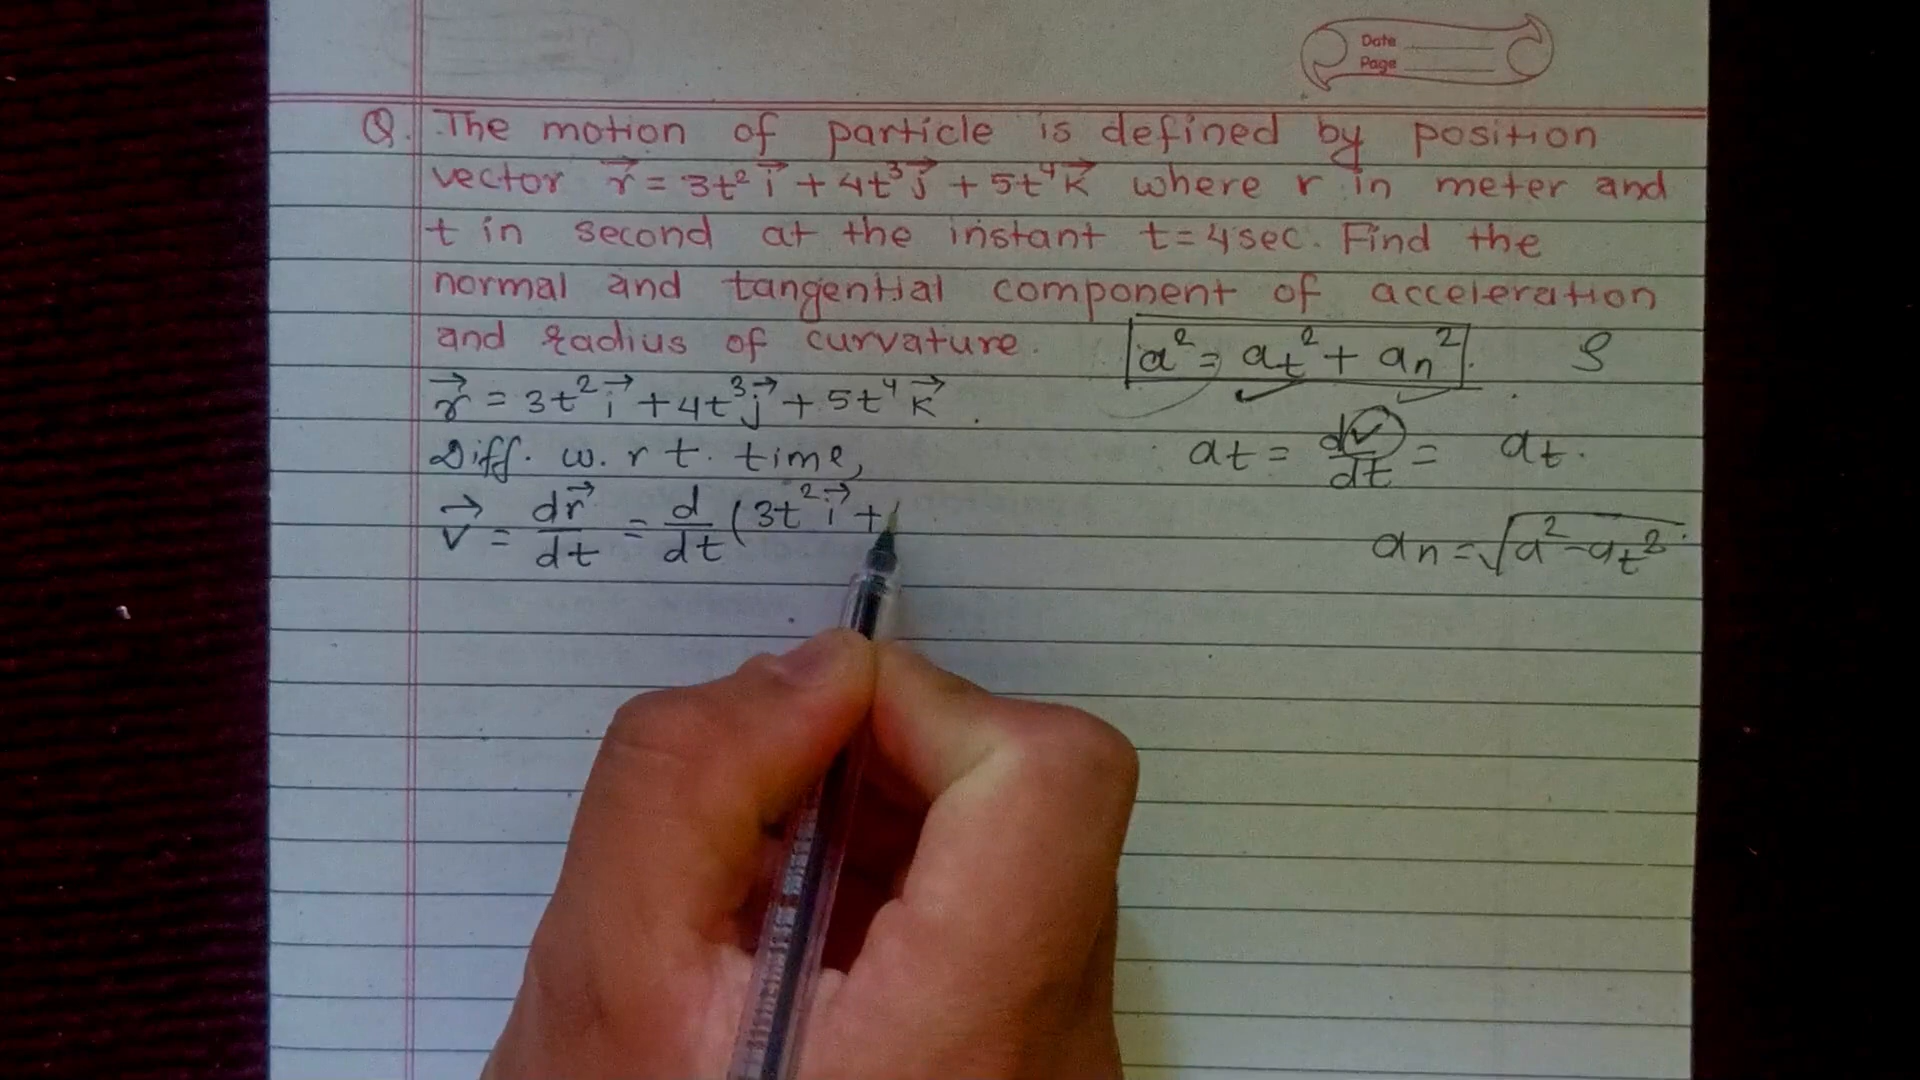 Date
Page
Q. The motion of particle is defined by position
vector r⃗ = 3t² i⃗ + 4t³ j⃗ + 5t⁴ k⃗ where r in meter and
t in second at the instant t=4sec. Find the
normal and tangential component of acceleration
and radius of curvature.
a² = at² + an²
ρ
r⃗ = 3t² i⃗ + 4t³ j⃗ + 5t⁴ k⃗
at = dv/dt = at.
Diff. w.r t. time,
v⃗ = dr⃗/dt = d/dt (3t² i⃗ +
an = √a² - at²